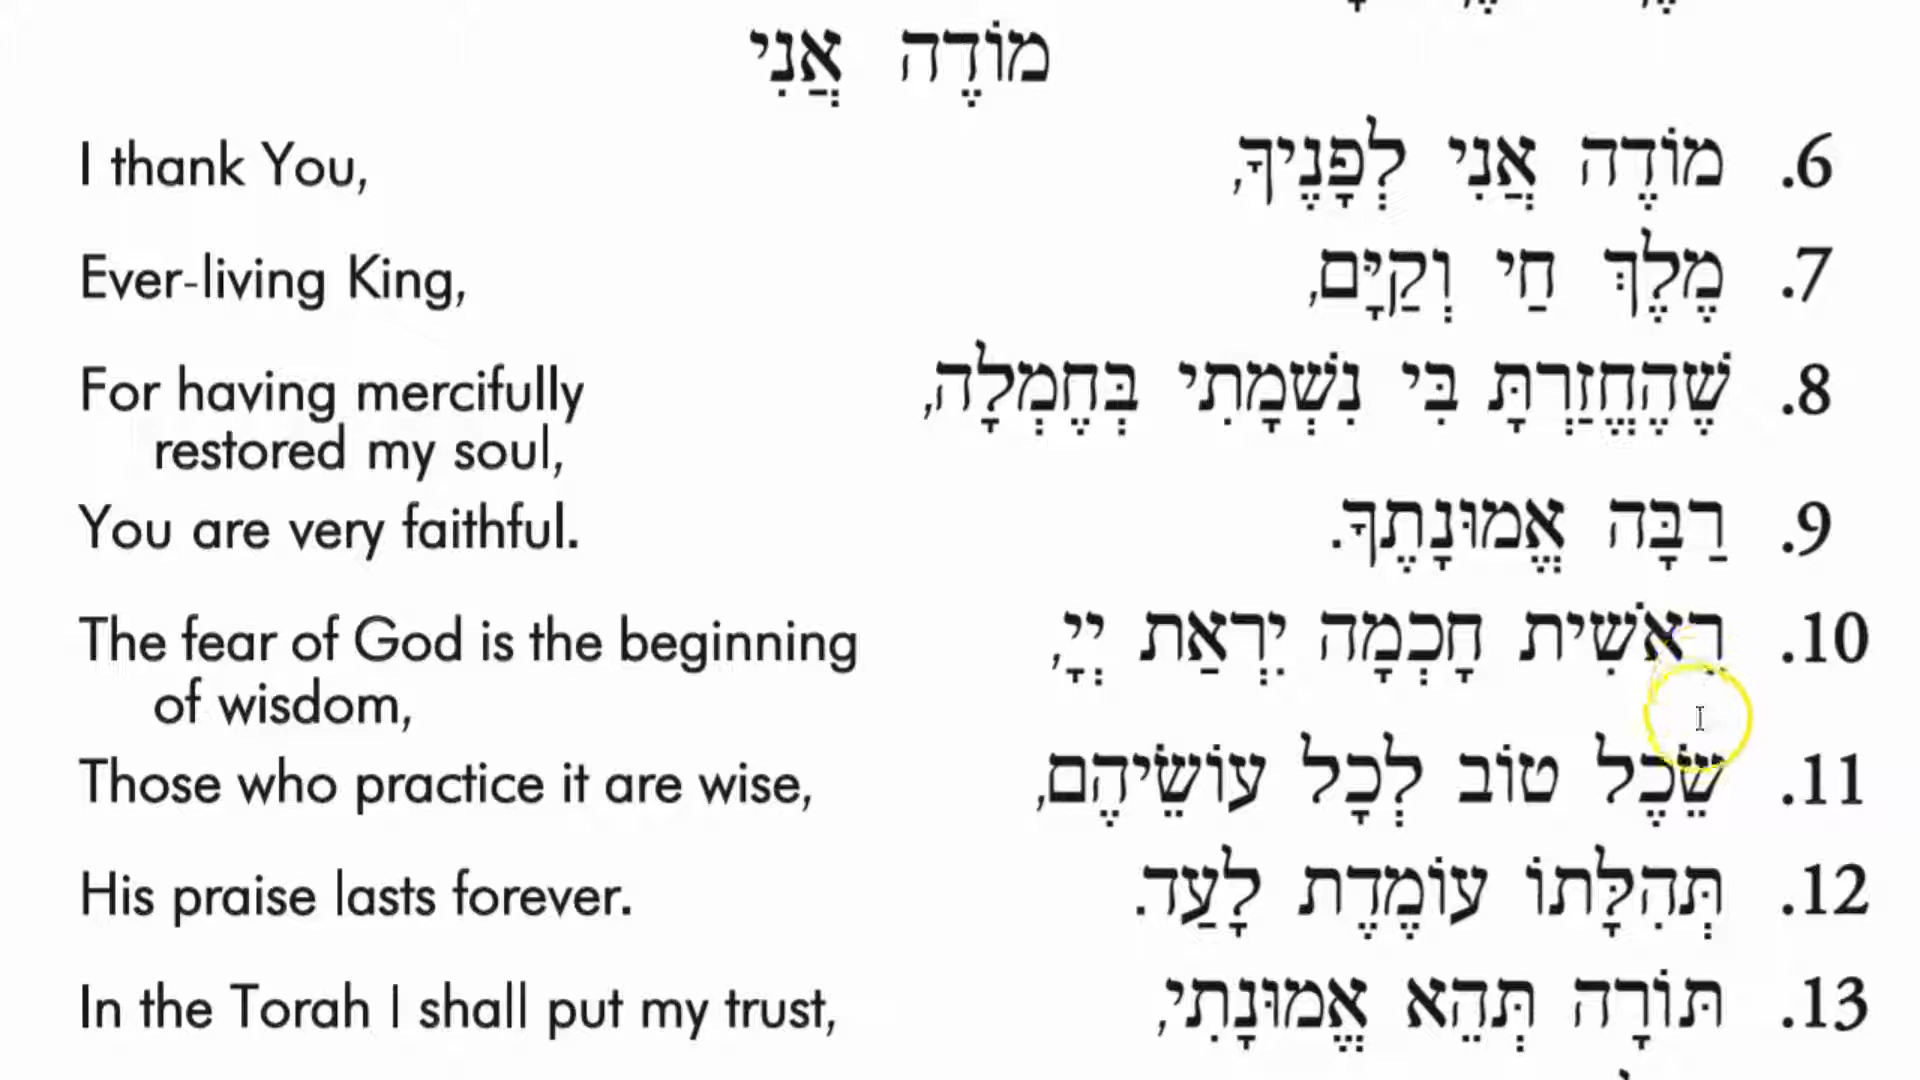 מוֹדֶה אֲנִי
I thank You,
6. מוֹדֶה אֲנִי לְפָנֶיךָ,
Ever-living King,
7. מֶלֶךְ חַי וְקַיָּם,
For having mercifully
restored my soul,
8. שֶׁהֶחֱזַרְתָּ בִּי נִשְׁמָתִי בְּחֶמְלָה,
You are very faithful.
9. רַבָּה אֱמוּנָתֶךָ.
The fear of God is the beginning
of wisdom,
10. רֵאשִׁית חָכְמָה יִרְאַת יְיָ,
Those who practice it are wise,
11. שֵׂכֶל טוֹב לְכָל עוֹשֵׂיהֶם,
His praise lasts forever.
12. תְּהִלָּתוֹ עוֹמֶדֶת לָעַד.
In the Torah I shall put my trust,
13. תּוֹרָה תְּהֵא אֱמוּנָתִי,